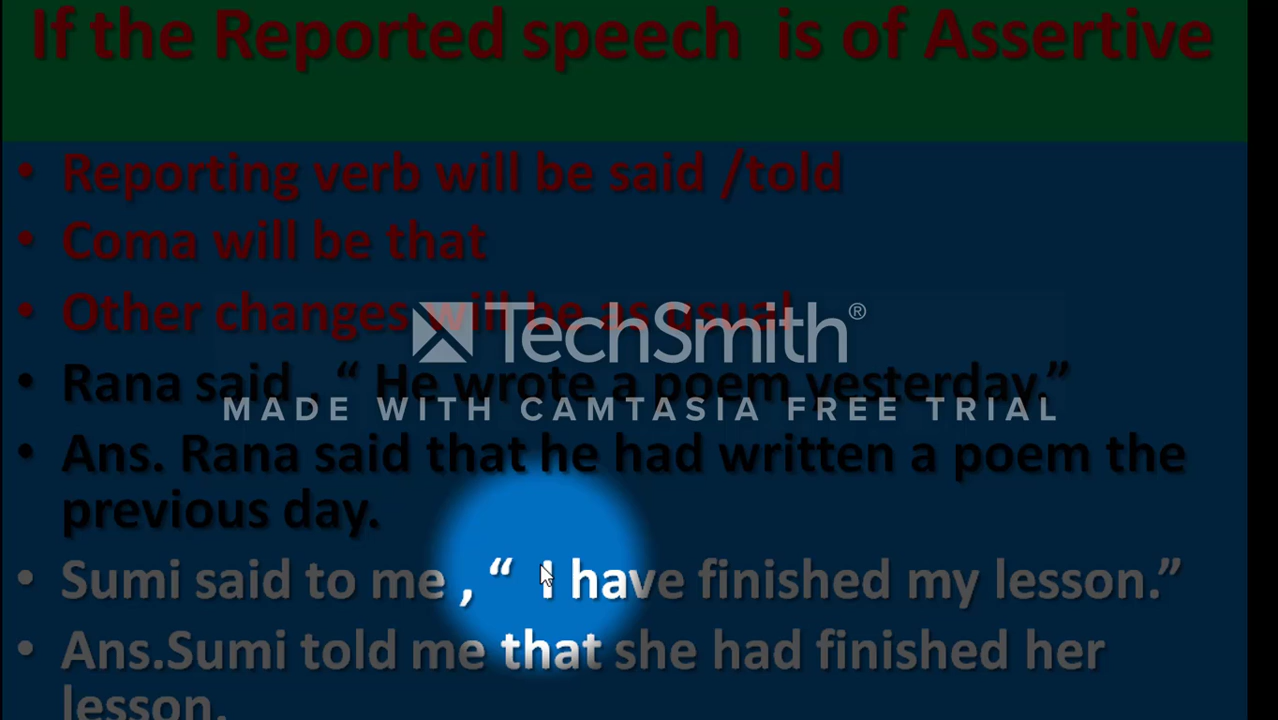 If the Reported speech is of Assertive
• Reporting verb will be said /told
• Coma will be that
• Other changes will be as usual
TechSmith®
• Rana said , “ He wrote a poem yesterday.”
MADE WITH CAMTASIA FREE TRIAL
• Ans. Rana said that he had written a poem the
previous day.
• Sumi said to me , “ I have finished my lesson.”
• Ans.Sumi told me that she had finished her
lesson.